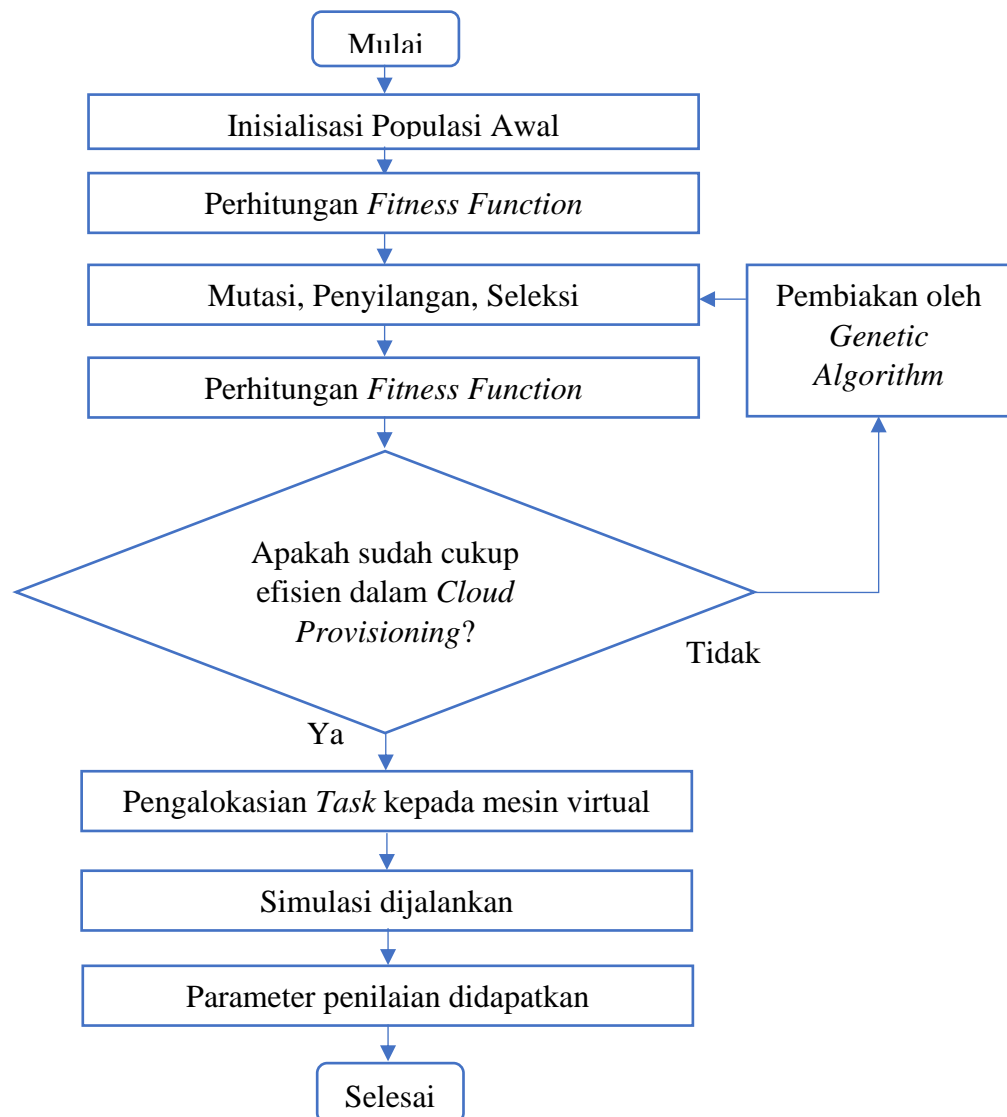 Mulai
Inisialisasi Populasi Awal
Perhitungan Fitness Function
Mutasi, Penyilangan, Seleksi
Pembiakan oleh
Genetic
Algorithm
Perhitungan Fitness Function
Apakah sudah cukup
efisien dalam Cloud
Provisioning?
Tidak
Ya
Pengalokasian Task kepada mesin virtual
Simulasi dijalankan
Parameter penilaian didapatkan
Selesai